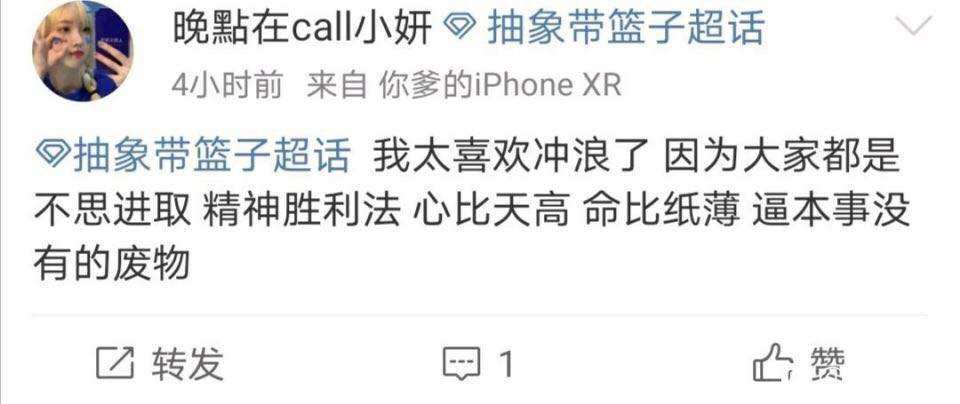 晚點在call小妍 抽象带篮子超话
4小时前 来自 你爹的iPhone XR
抽象带篮子超话 我太喜欢冲浪了 因为大家都是
不思进取 精神胜利法 心比天高 命比纸薄 逼本事没
有的废物
转发 1 赞